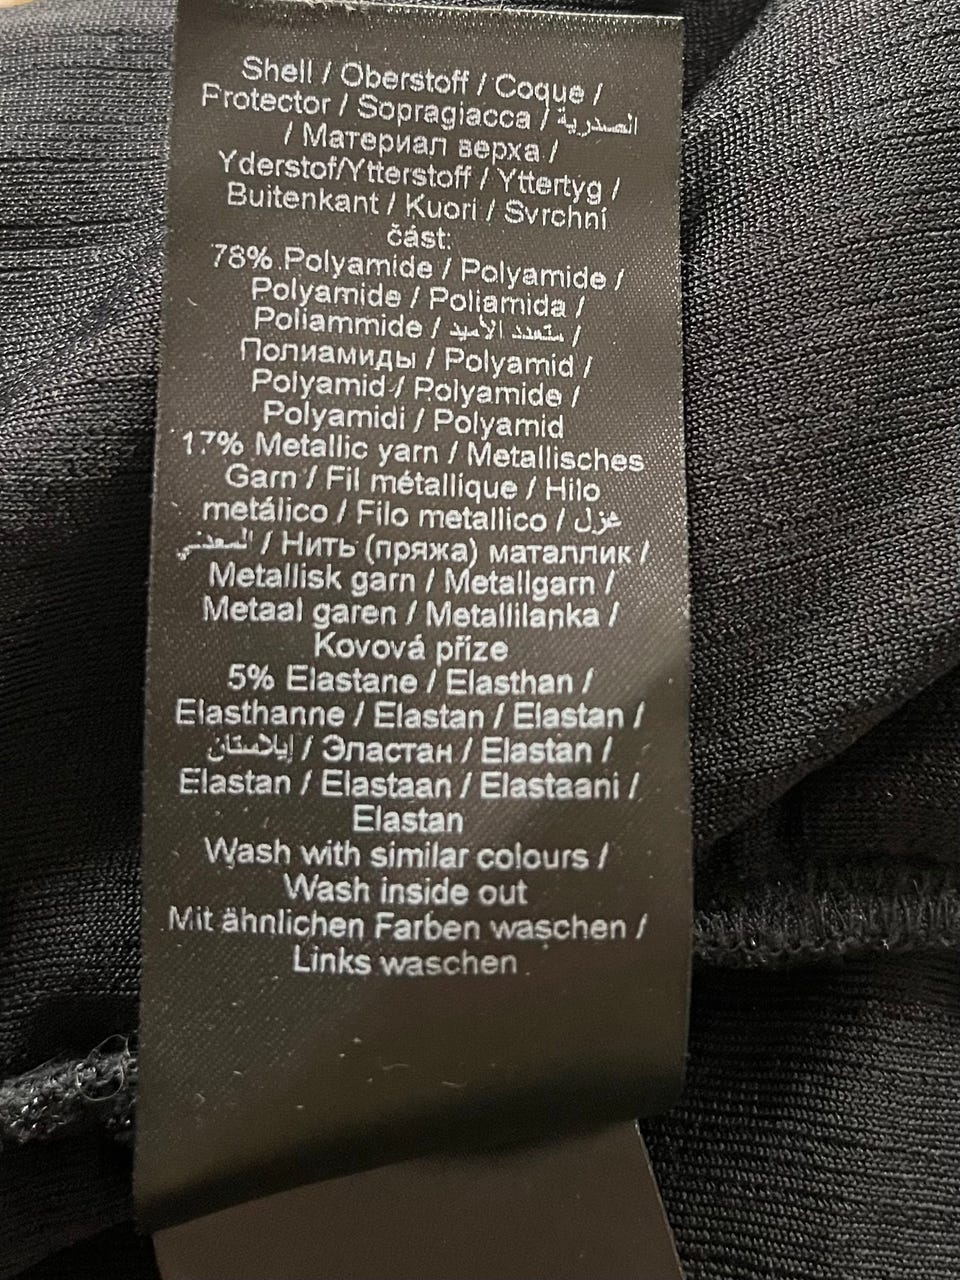 Shell / Oberstoff / Coque /
Protector / Sopragiacca / الصدرية
/ Материал верха /
Yderstof/Ytterstoff / Yttertyg /
Buitenkant / Kuori / Svrchní
část:
78% Polyamide / Polyamide /
Polyamide / Poliamida /
Poliammide / متعدد الأميد /
Полиамиды / Polyamid /
Polyamid / Polyamide /
Polyamidi / Polyamid
17% Metallic yarn / Metallisches
Garn / Fil métallique / Hilo
metálico / Filo metallico / غزل
المعدني / Нить (пряжа) маталлик /
Metallisk garn / Metallgarn /
Metaal garen / Metallilanka /
Kovová příze
5% Elastane / Elasthan /
Elasthanne / Elastan / Elastan /
إيلاستان / Эластан / Elastan /
Elastan / Elastaan / Elastaani /
Elastan
Wash with similar colours /
Wash inside out
Mit ähnlichen Farben waschen /
Links waschen